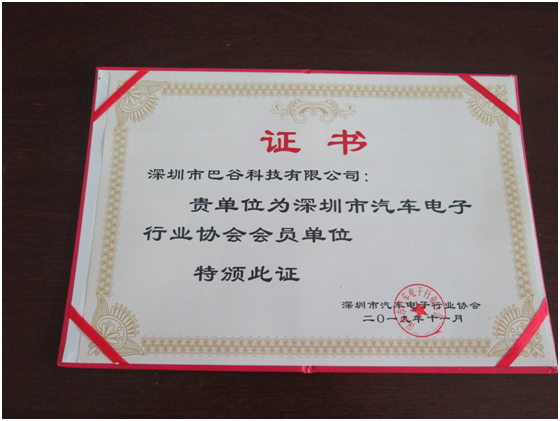 证书
深圳市巴谷科技有限公司：
贵单位为深圳市汽车电子
行业协会会员单位
特颁此证
深圳市汽车电子行业协会
二〇一九年十一月